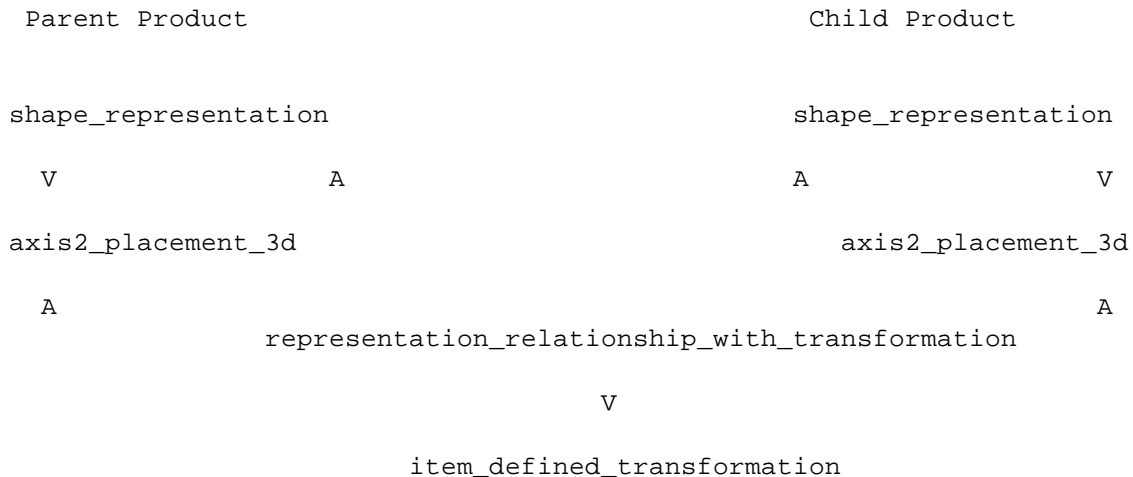 Parent Product Child Product
shape_representation shape_representation
V A A V
axis2_placement_3d axis2_placement_3d
A A
representation_relationship_with_transformation
V
item_defined_transformation